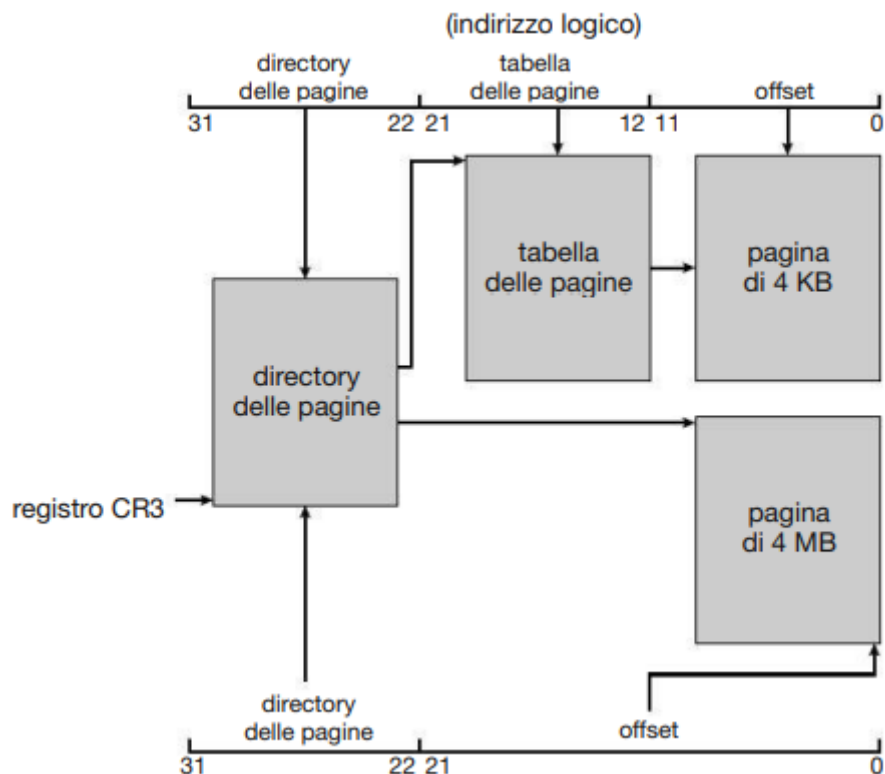 (indirizzo logico)
directory
delle pagine
tabella
delle pagine
offset
31
22 21
12 11
0
tabella
delle pagine
pagina
di 4 KB
directory
delle pagine
registro CR3
pagina
di 4 MB
directory
delle pagine
offset
31
22 21
0